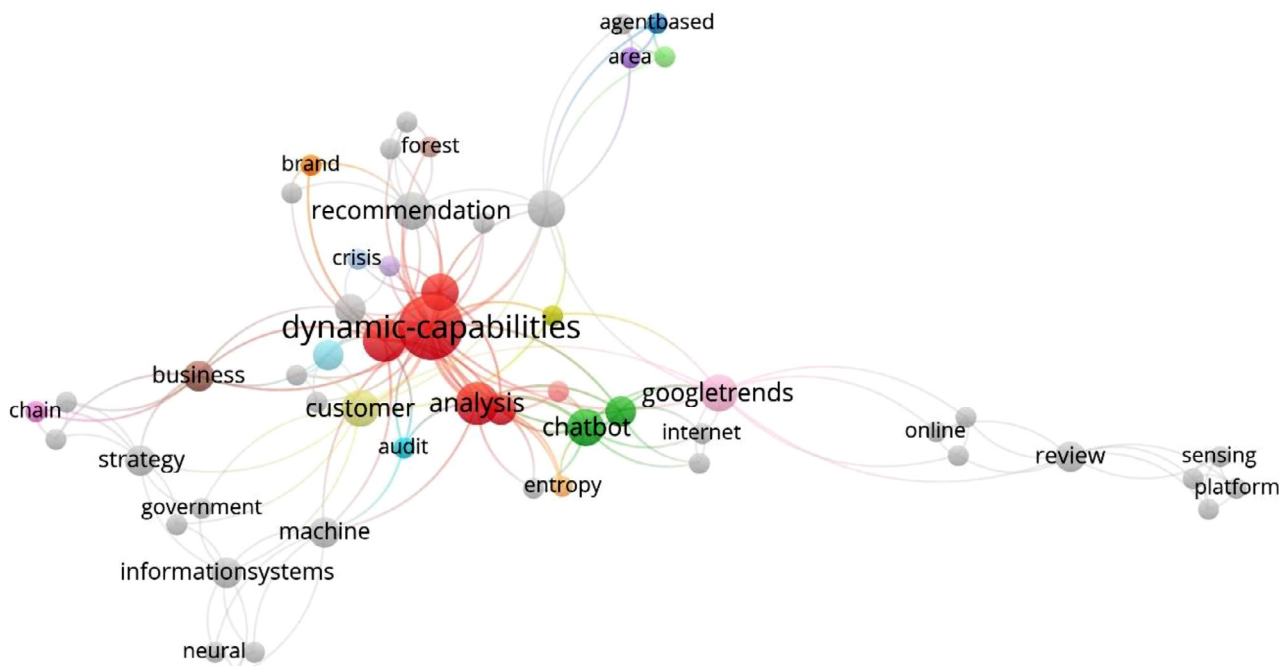 agentbased
area
forest
brand
recommendation
crisis
dynamic-capabilities
business
googletrends
chain
customer
analysis
chatbot
internet
online
audit
review
sensing
strategy
entropy
platform
government
machine
informationsystems
neural